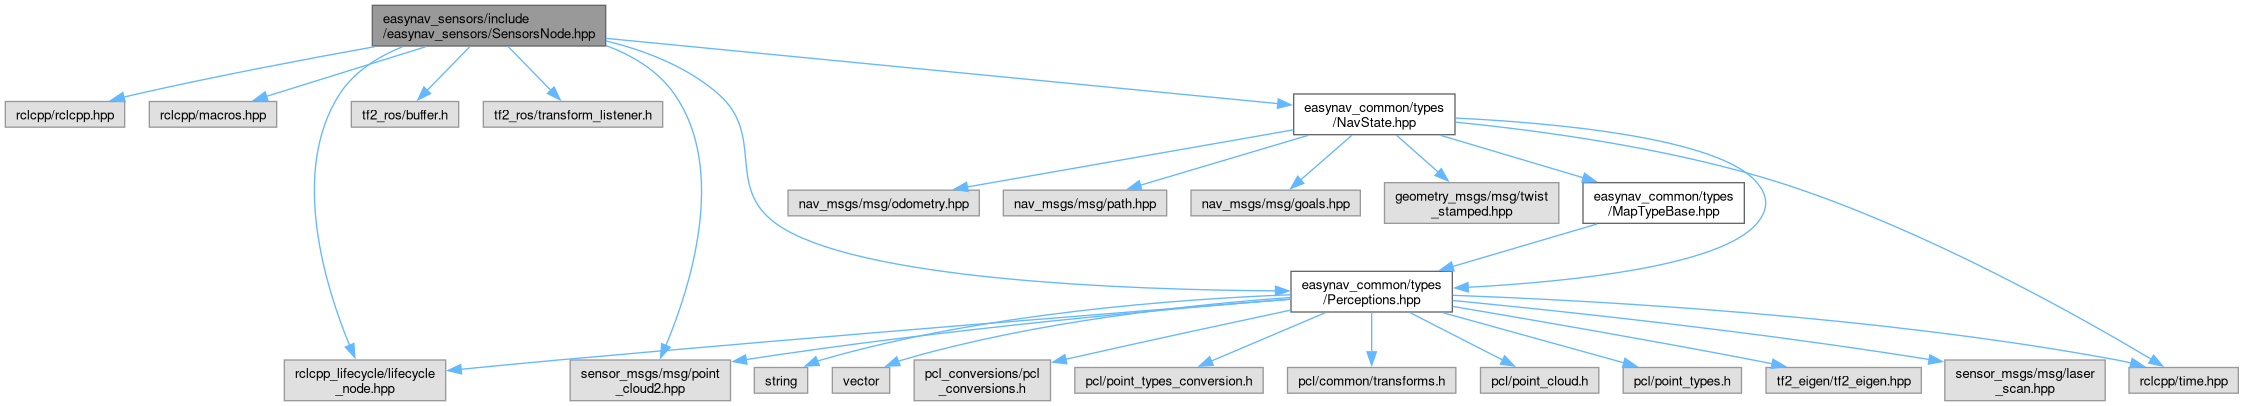 easynav_sensors/include
/easynav_sensors/SensorsNode.hpp
rclcpp/rclcpp.hpp
rclcpp/macros.hpp
tf2_ros/buffer.h
tf2_ros/transform_listener.h
easynav_common/types
/NavState.hpp
nav_msgs/msg/odometry.hpp
nav_msgs/msg/path.hpp
nav_msgs/msg/goals.hpp
geometry_msgs/msg/twist
_stamped.hpp
easynav_common/types
/MapTypeBase.hpp
easynav_common/types
/Perceptions.hpp
rclcpp_lifecycle/lifecycle
_node.hpp
sensor_msgs/msg/point
_cloud2.hpp
string
vector
pcl_conversions/pcl
_conversions.h
pcl/point_types_conversion.h
pcl/common/transforms.h
pcl/point_cloud.h
pcl/point_types.h
tf2_eigen/tf2_eigen.hpp
sensor_msgs/msg/laser
_scan.hpp
rclcpp/time.hpp